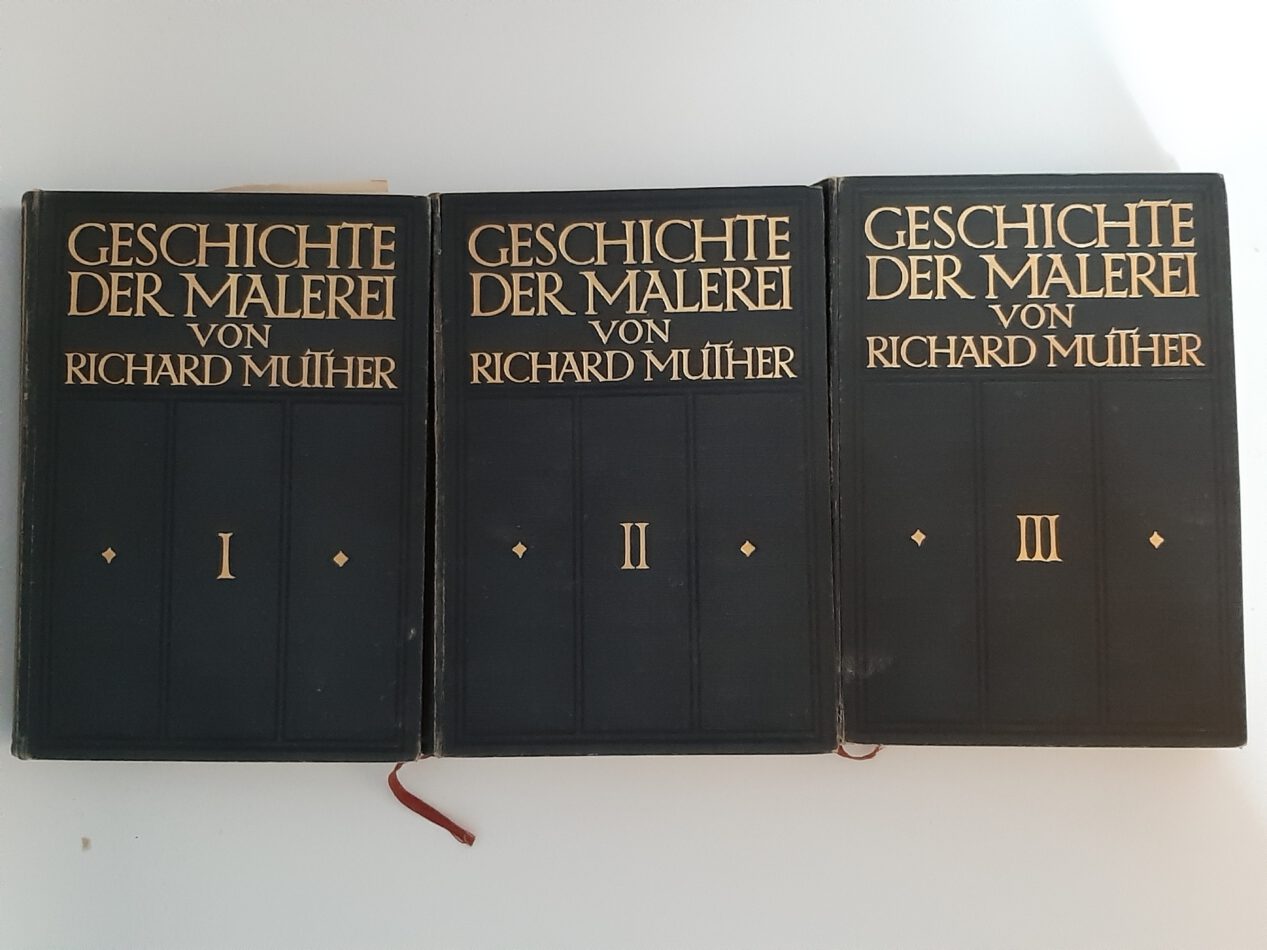 GESCHICHTE
DER MALEREI
VON
RICHARD MUTHER
I
GESCHICHTE
DER MALEREI
VON
RICHARD MUTHER
II
GESCHICHTE
DER MALEREI
VON
RICHARD MUTHER
III